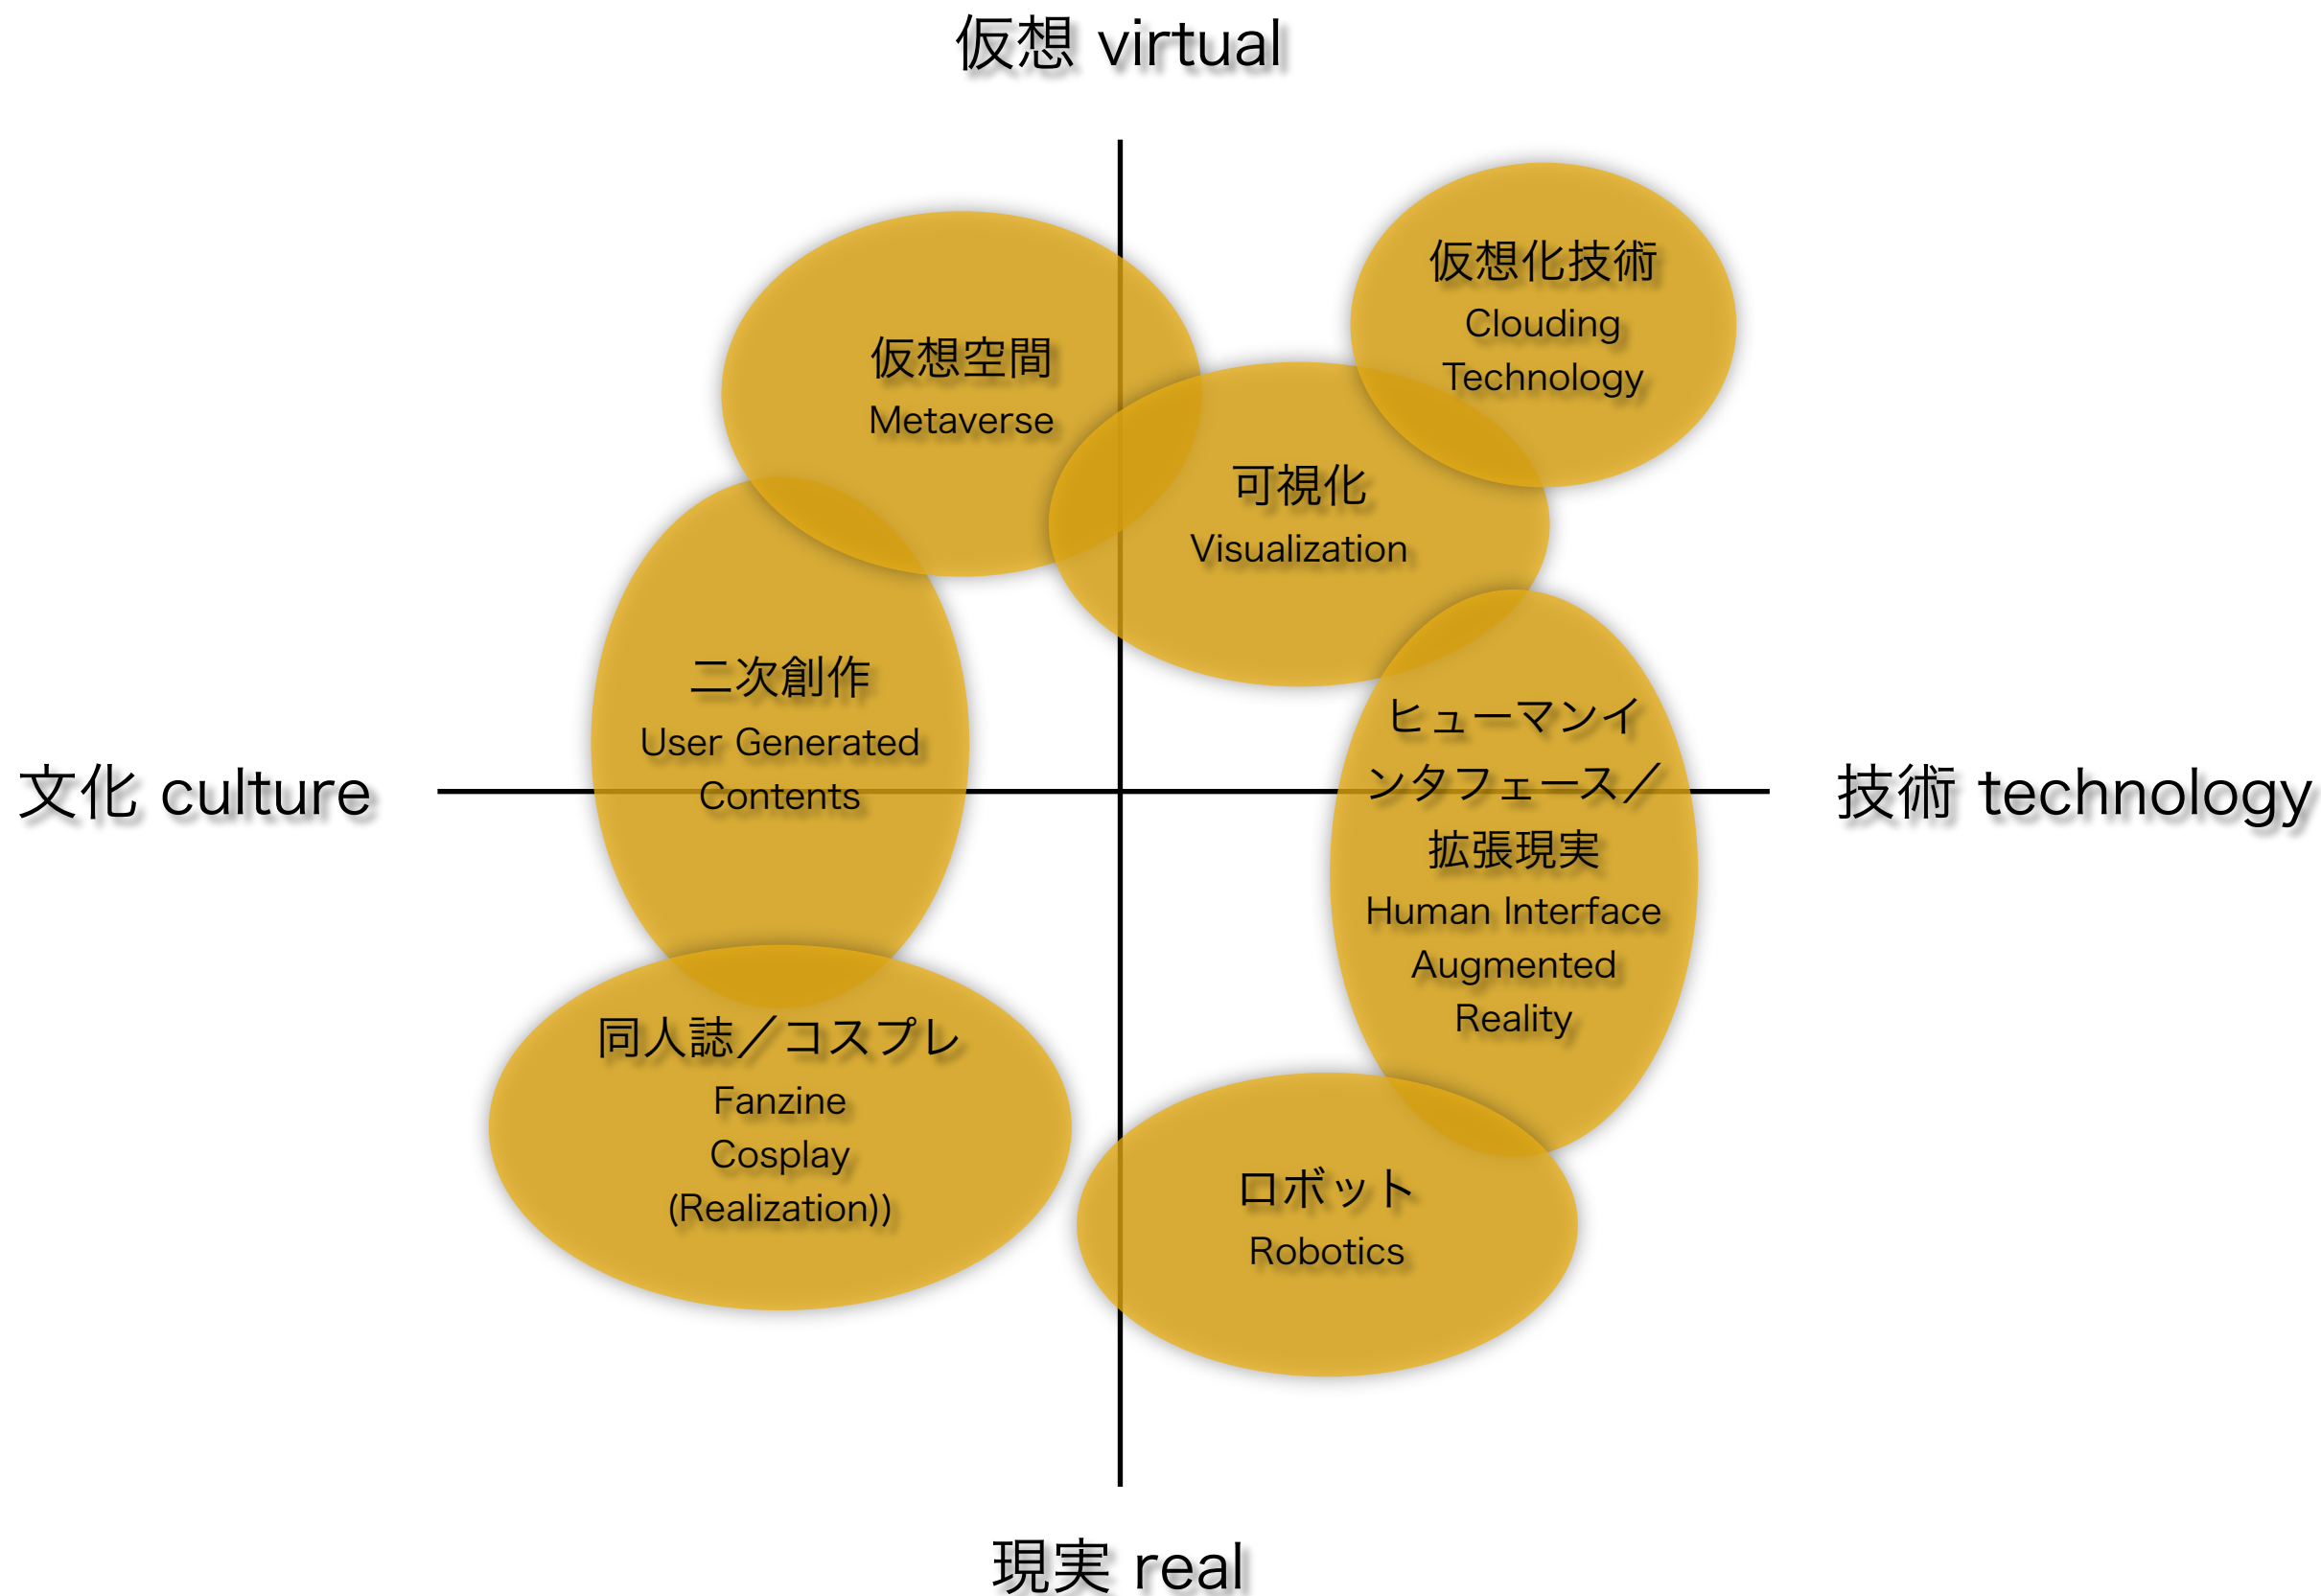 仮想 virtual
仮想化技術
Clouding
Technology
仮想空間
Metaverse
可視化
Visualization
二次創作
User Generated
Contents
文化 culture
技術 technology
ヒューマンイ
ンタフェース／
拡張現実
Human Interface
Augmented
Reality
同人誌／コスプレ
Fanzine
Cosplay
(Realization))
ロボット
Robotics
現実 real